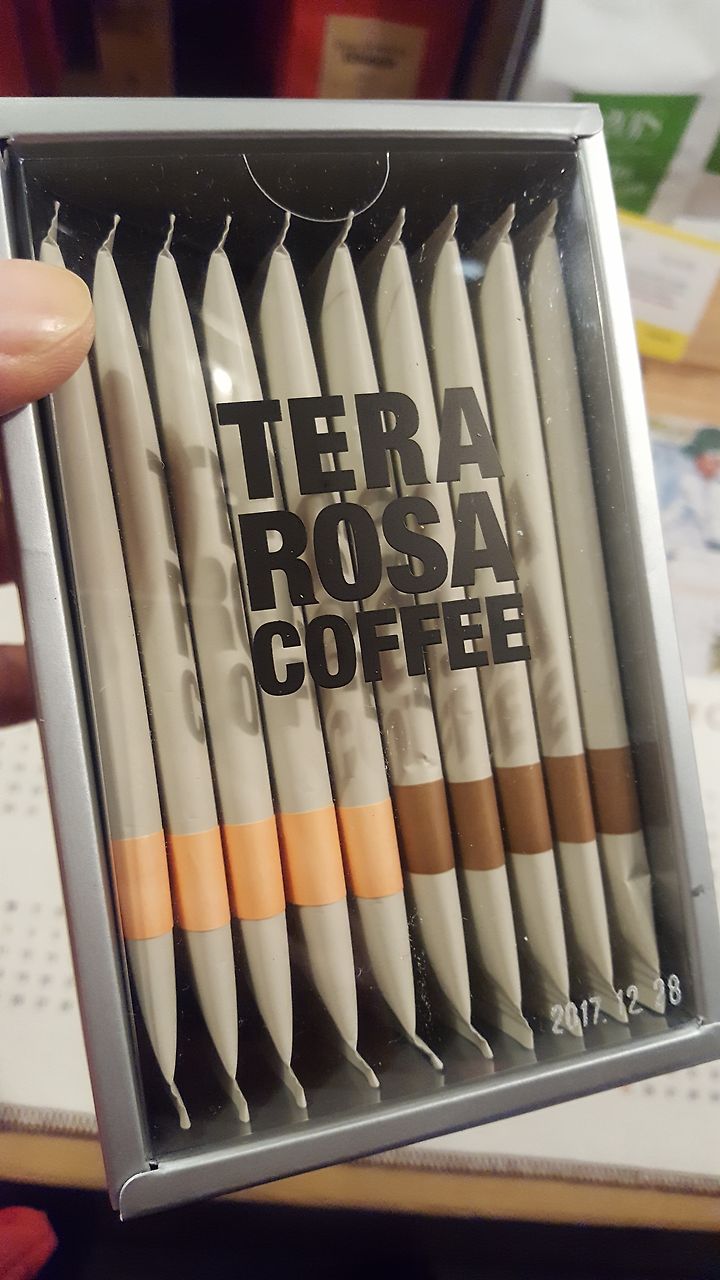 TERA
ROSA
COFFEE
2017.12 28